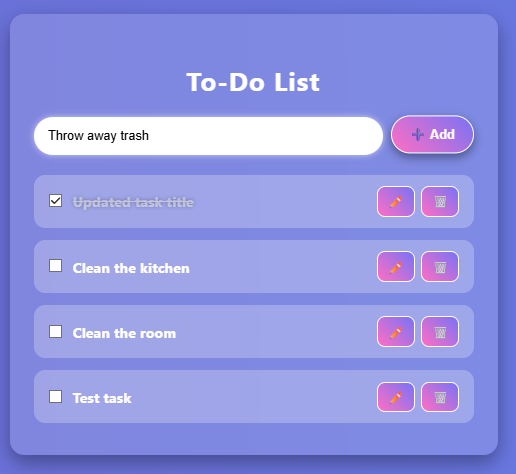 To-Do List
Throw away trash
➕ Add
Updated task title
Clean the kitchen
Clean the room
Test task